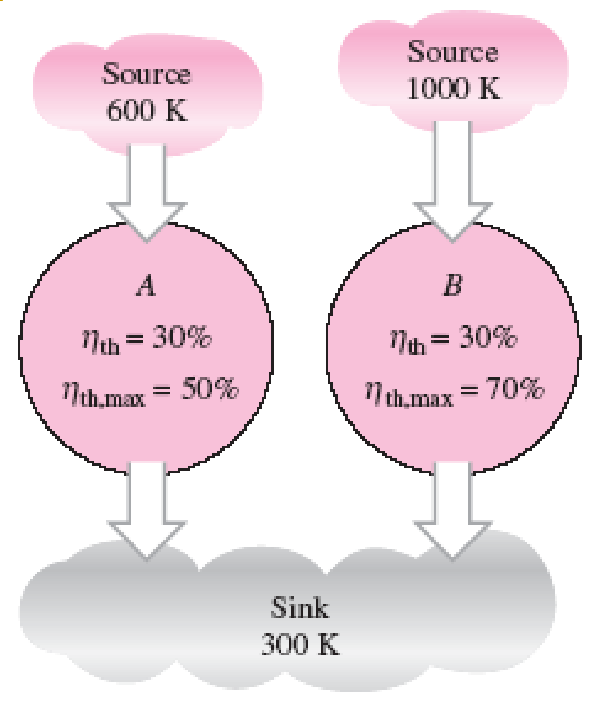 Source
600 K
Source
1000 K
A
ηth = 30%
ηth,max = 50%
B
ηth = 30%
ηth,max = 70%
Sink
300 K